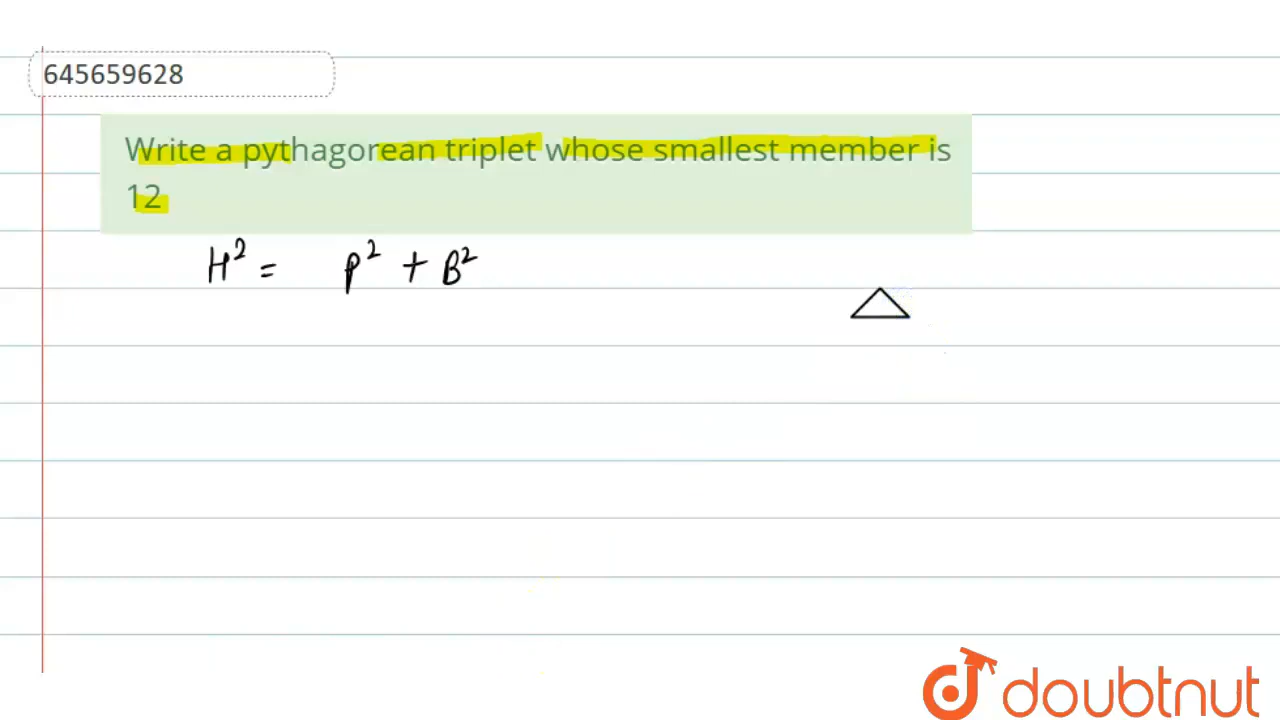 645659628
Write a pythagorean triplet whose smallest member is
12
H² = P² + B²
doubtnut